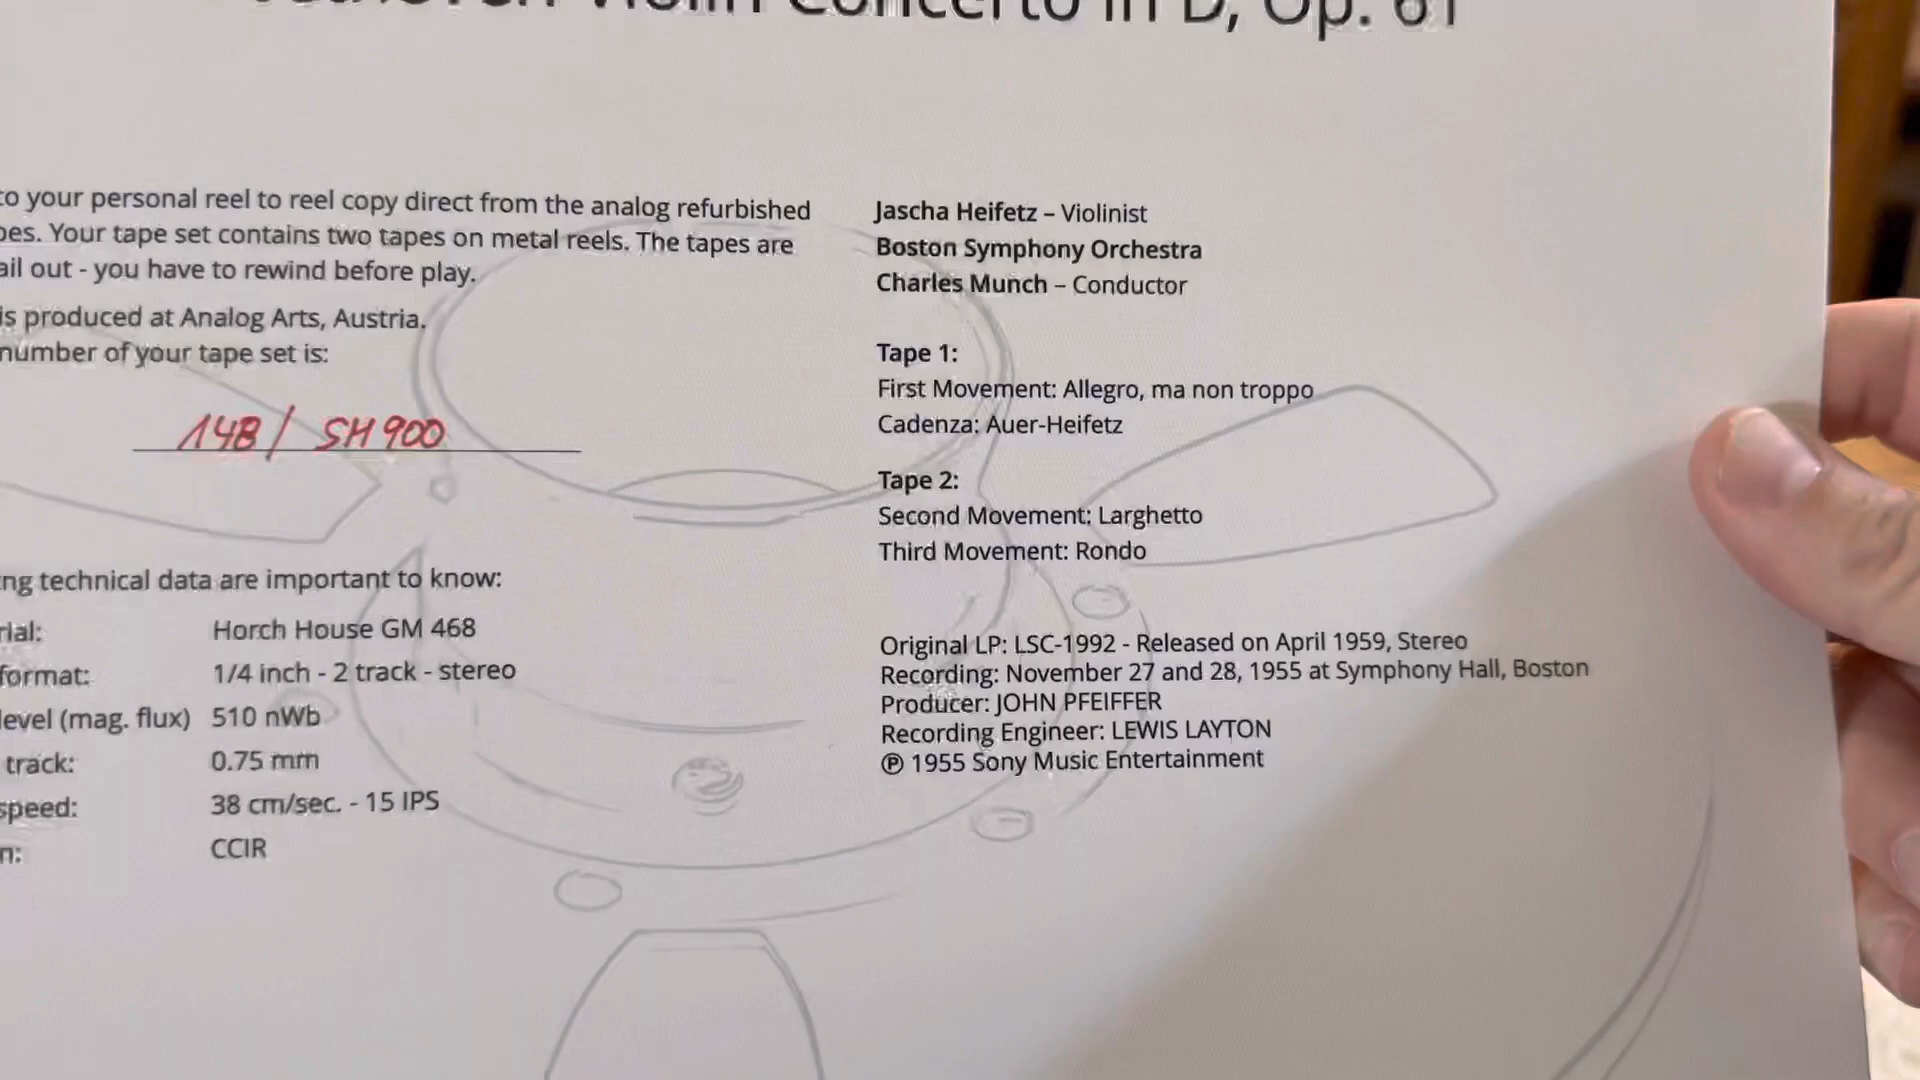 Violin Concerto in D, Op. 61
to your personal reel to reel copy direct from the analog refurbished
Your tape set contains two tapes on metal reels. The tapes are
out - you have to rewind before play.
is produced at Analog Arts, Austria.
number of your tape set is:
148 / SH 900
technical data are important to know:
Horch House GM 468
format: 1/4 inch - 2 track - stereo
level (mag. flux) 510 nWb
track: 0.75 mm
speed: 38 cm/sec. - 15 IPS
CCIR
Jascha Heifetz – Violinist
Boston Symphony Orchestra
Charles Munch – Conductor
Tape 1:
First Movement: Allegro, ma non troppo
Cadenza: Auer-Heifetz
Tape 2:
Second Movement: Larghetto
Third Movement: Rondo
Original LP: LSC-1992 - Released on April 1959, Stereo
Recording: November 27 and 28, 1955 at Symphony Hall, Boston
Producer: JOHN PFEIFFER
Recording Engineer: LEWIS LAYTON
℗ 1955 Sony Music Entertainment